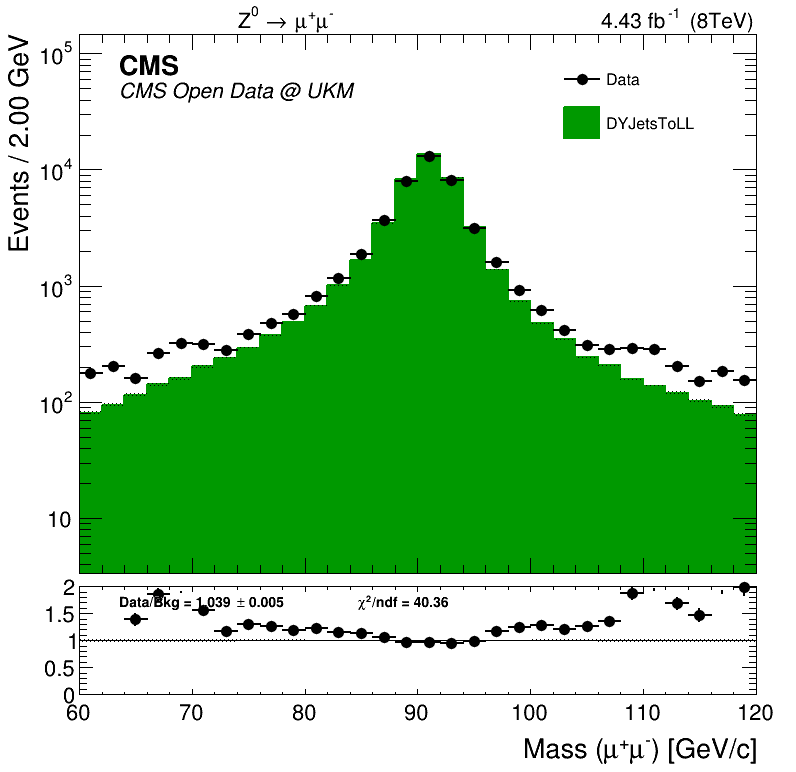 Z⁰ → μ⁺μ⁻ 4.43 fb⁻¹ (8TeV)
Events / 2.00 GeV
CMS
CMS Open Data @ UKM
Data
DYJetsToLL
10⁵
10⁴
10³
10²
10
Data/Bkg = 1.039 ± 0.005 χ²/ndf = 40.36
2
1.5
1
0.5
0
60 70 80 90 100 110 120
Mass (μ⁺μ⁻) [GeV/c]